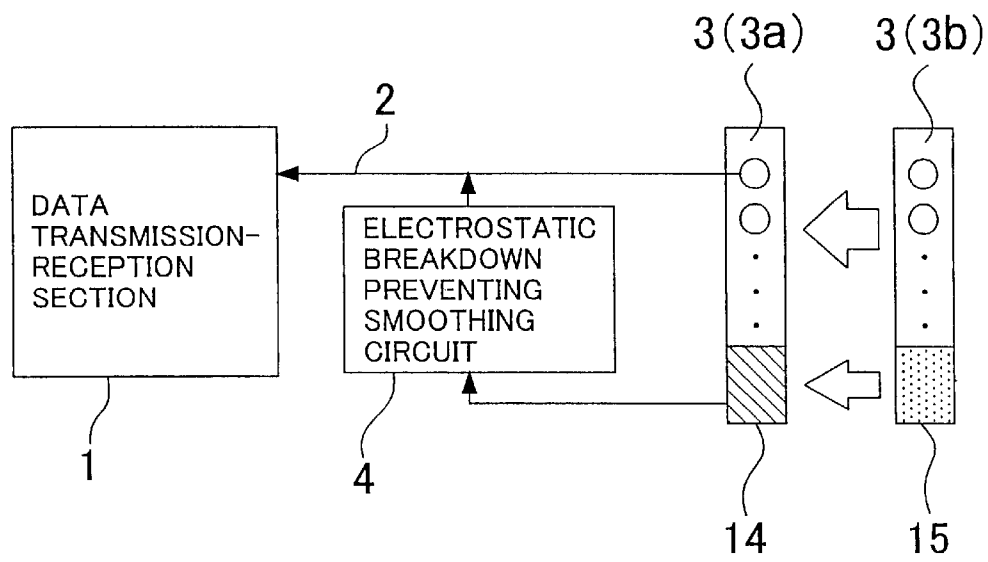 3(3a)
3(3b)
2
DATA
TRANSMISSION-
RECEPTION
SECTION
ELECTROSTATIC
BREAKDOWN
PREVENTING
SMOOTHING
CIRCUIT
1
4
14
15